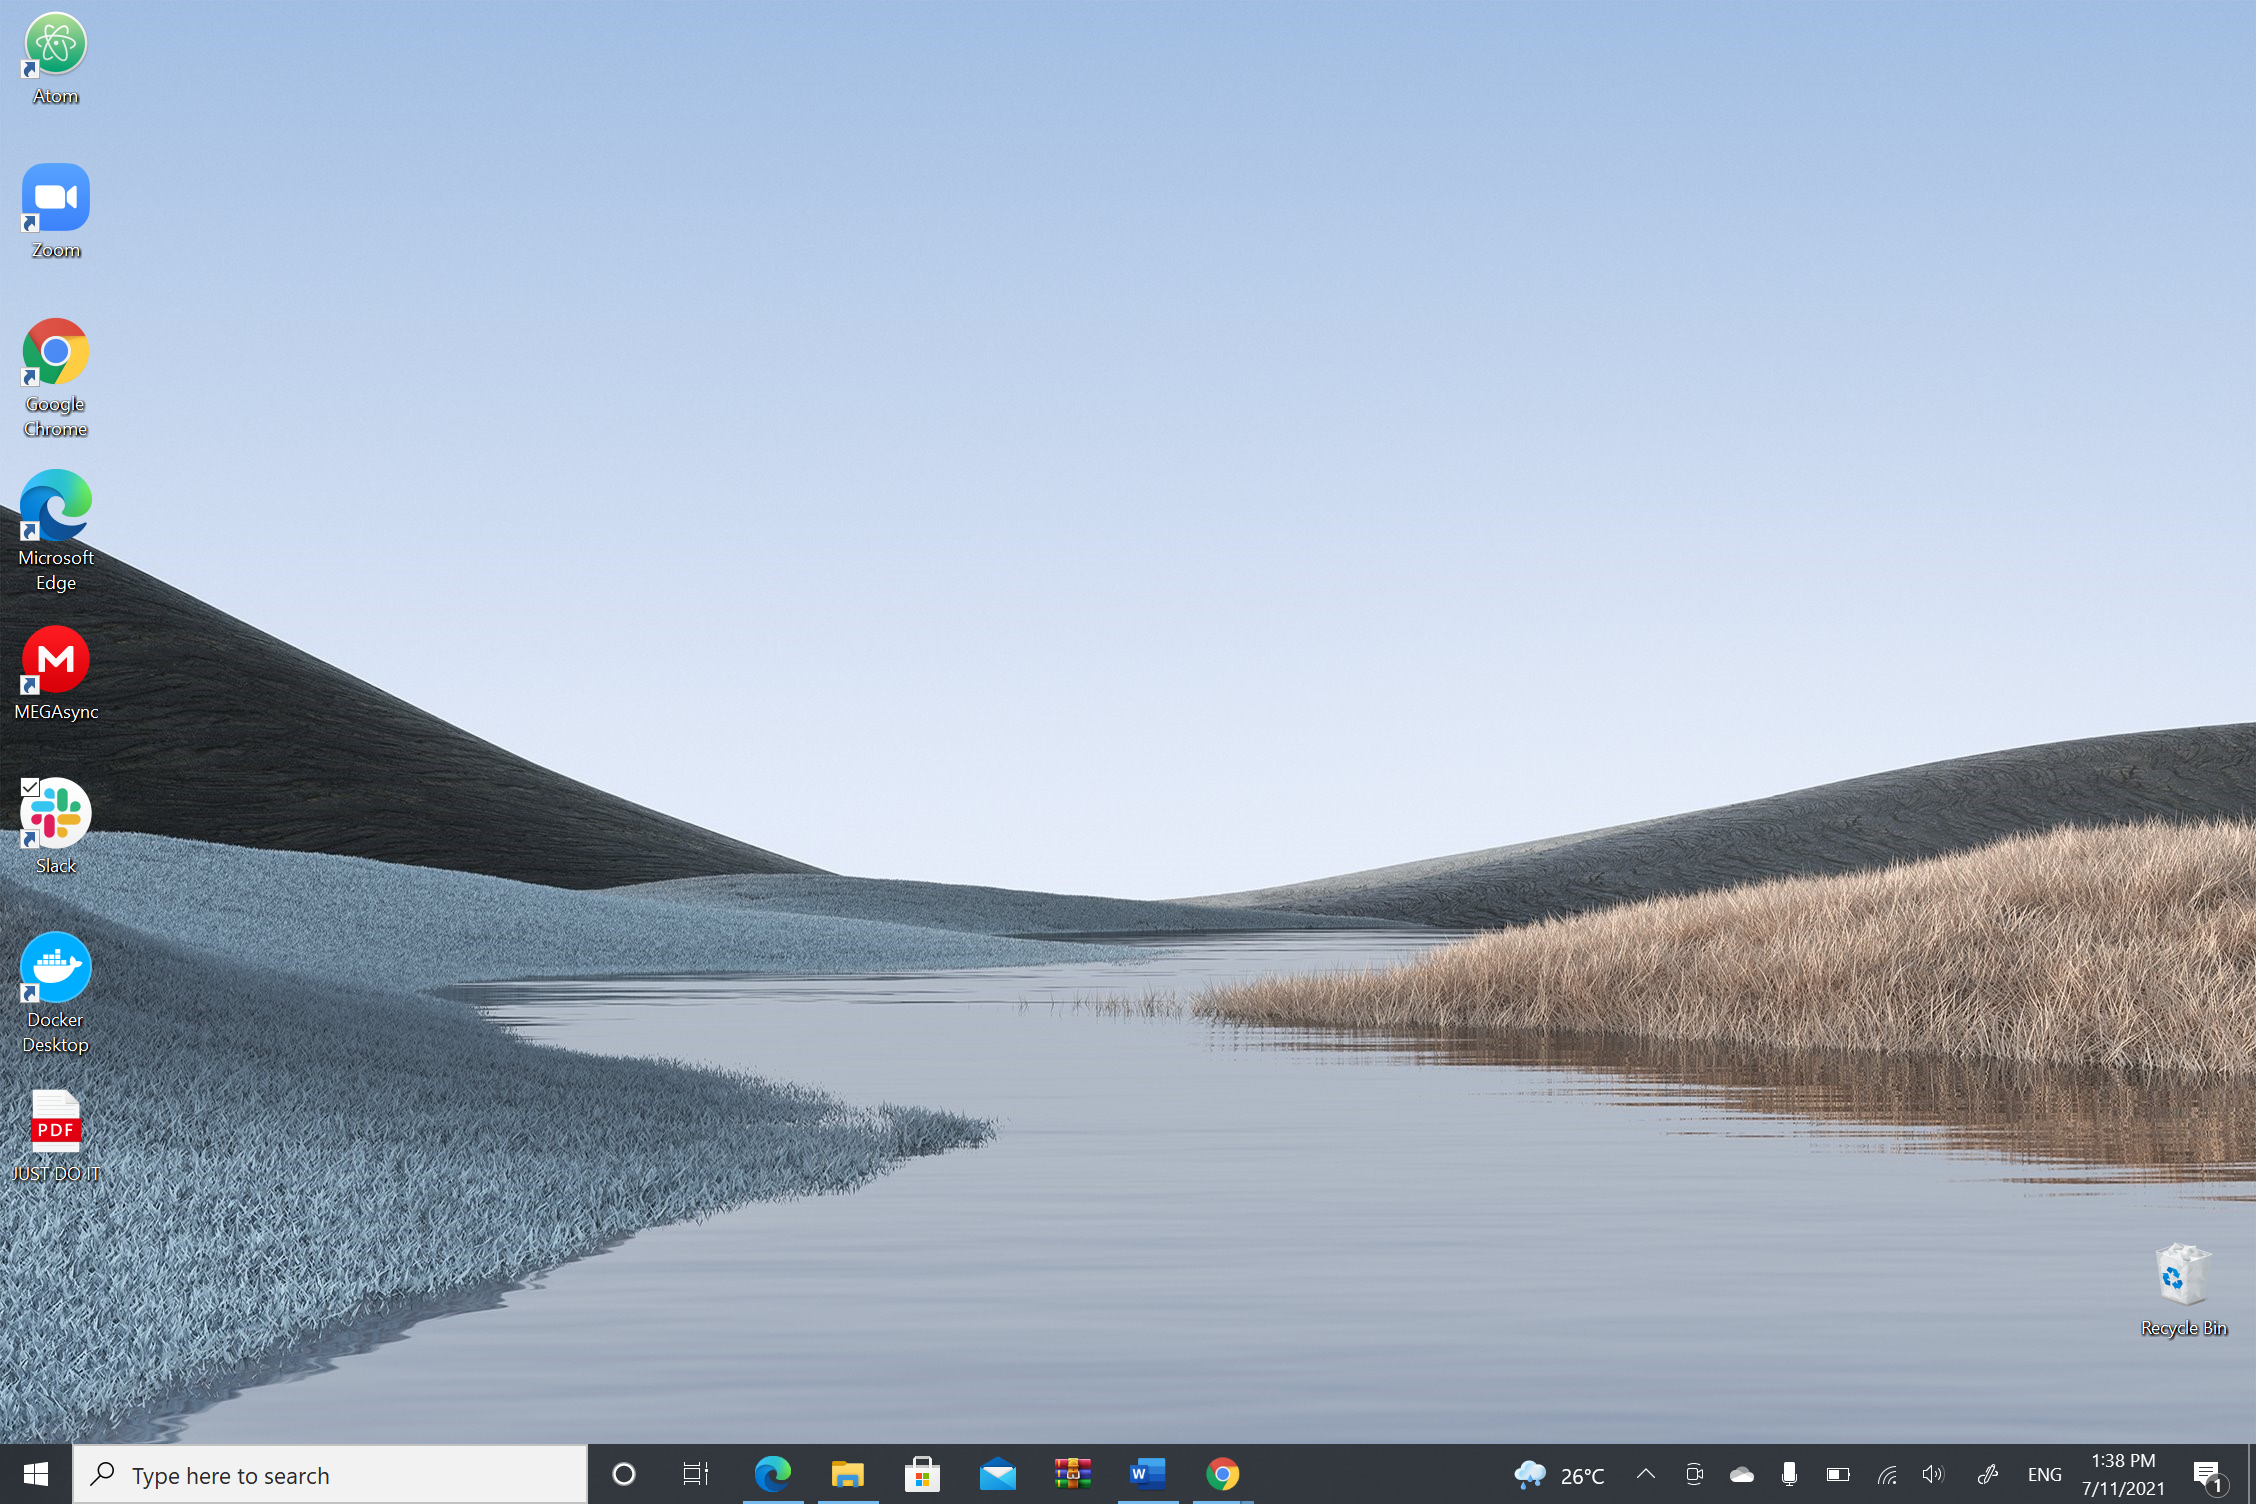 Atom
Zoom
Google
Chrome
Microsoft
Edge
MEGAsync
Slack
Docker
Desktop
PDF
JUST DO IT
Recycle Bin
Type here to search
W
26°C
ENG
1:38 PM
7/11/2021
1